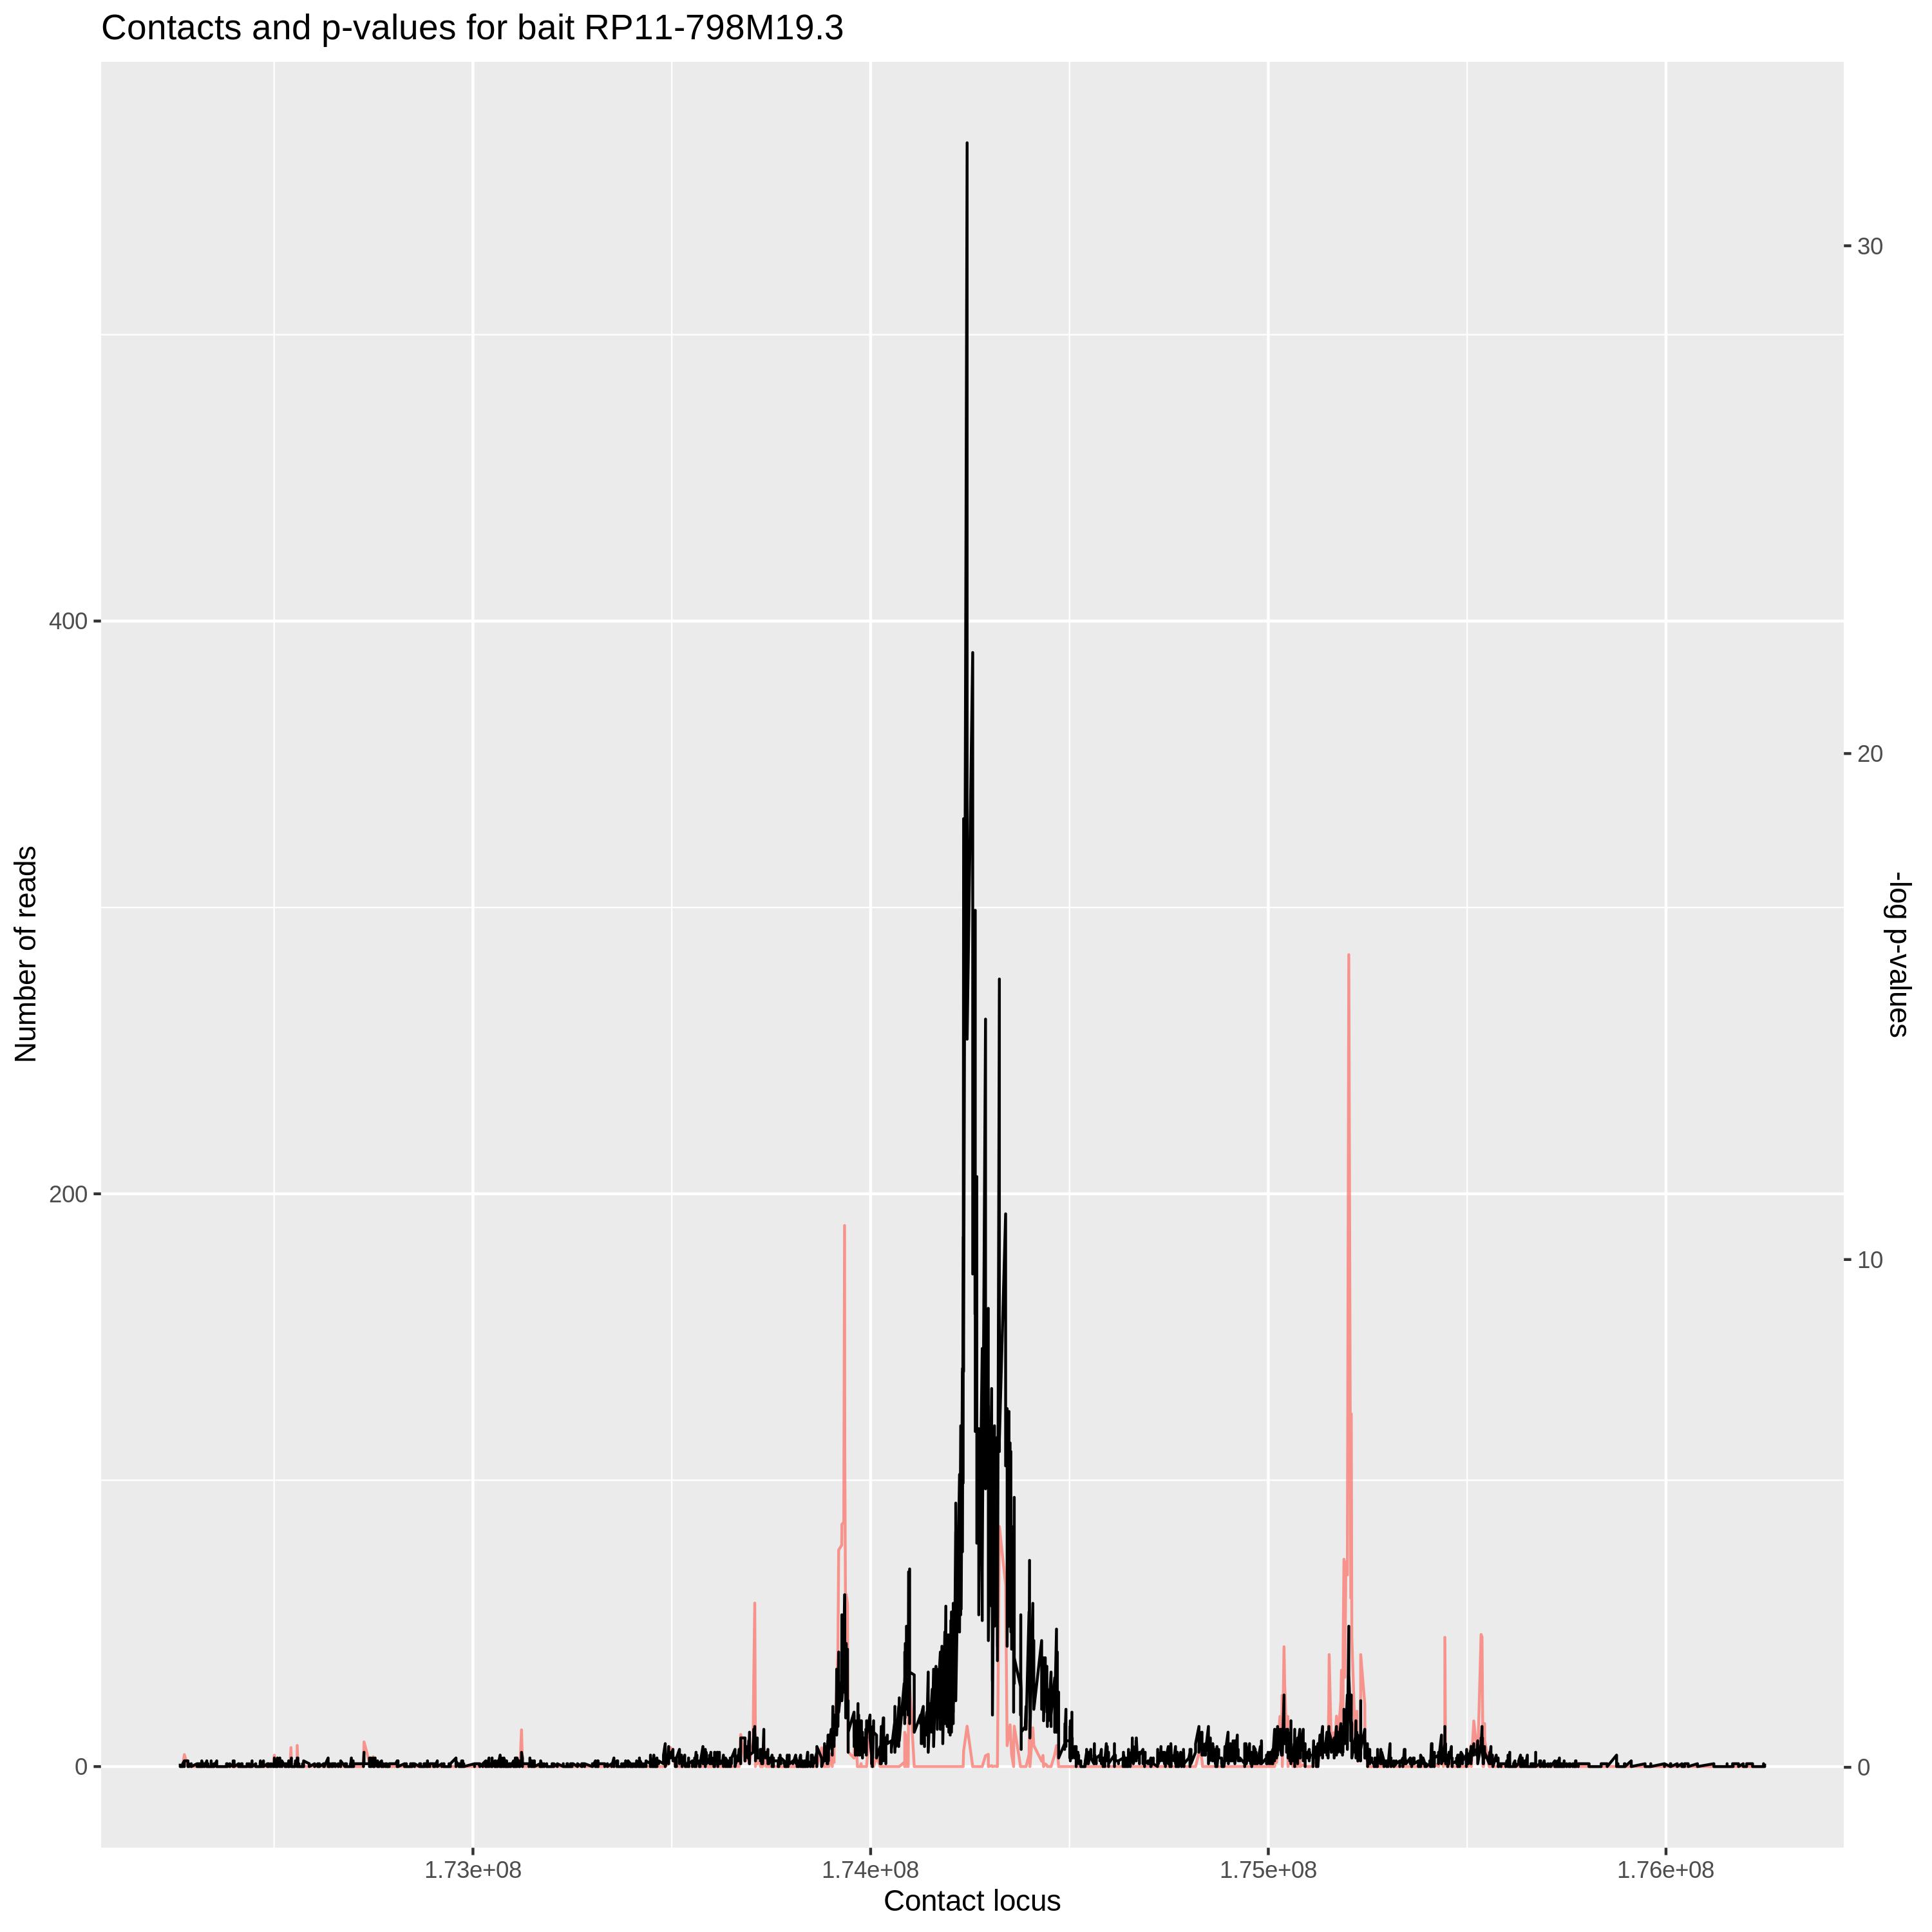 Contacts and p-values for bait RP11-798M19.3
30
400
20
Number of reads
-log p-values
200
10
0
0
1.73e+08
1.74e+08
1.75e+08
1.76e+08
Contact locus